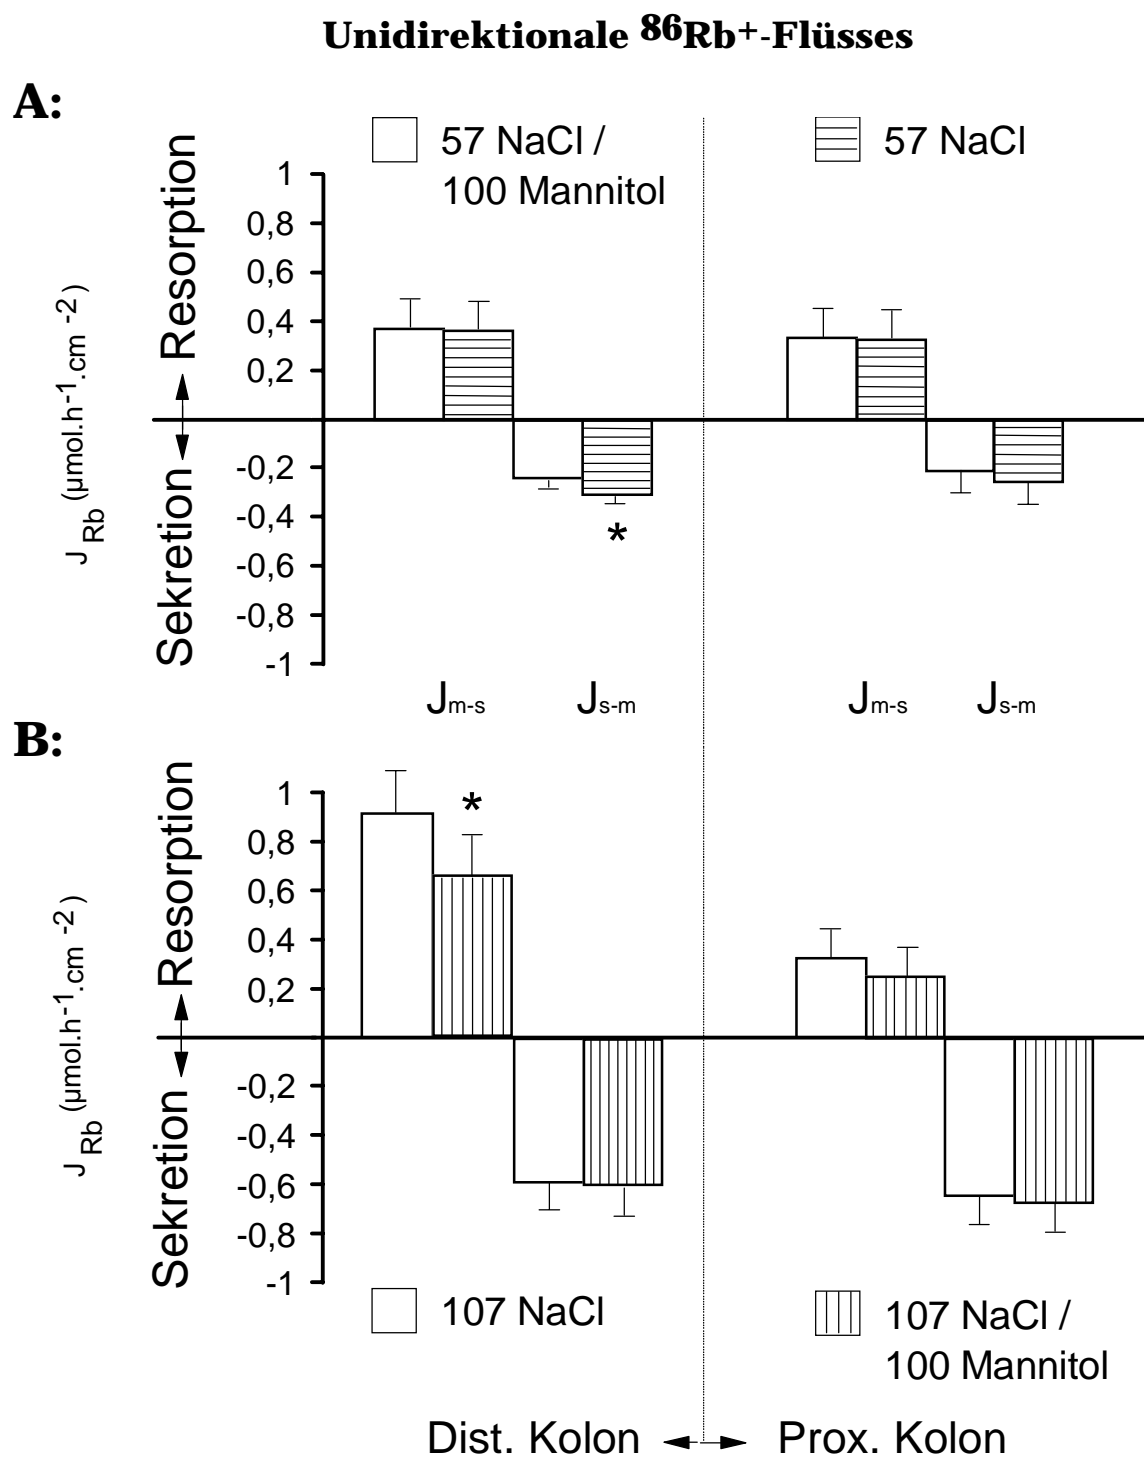 Unidirektionale 86Rb+-Flüsses
A:
57 NaCl /
100 Mannitol
57 NaCl
Resorption
Sekretion
J Rb (µmol.h-1.cm -2 )
1
0,8
0,6
0,4
0,2
-0,2
-0,4
-0,6
-0,8
-1
*
Jm-s
Js-m
Jm-s
Js-m
B:
Resorption
Sekretion
J Rb (µmol.h-1.cm -2 )
1
0,8
0,6
0,4
0,2
-0,2
-0,4
-0,6
-0,8
-1
*
107 NaCl
107 NaCl /
100 Mannitol
Dist. Kolon
Prox. Kolon